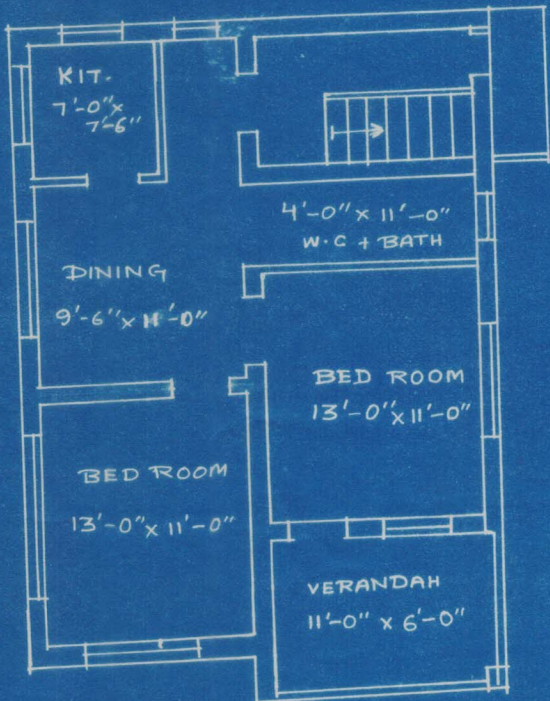 KIT.
7'-0" x
7'-6"
4'-0" x 11'-0"
W.C + BATH
DINING
9'-6" x 11'-0"
BED ROOM
13'-0" x 11'-0"
BED ROOM
13'-0" x 11'-0"
VERANDAH
11'-0" x 6'-0"